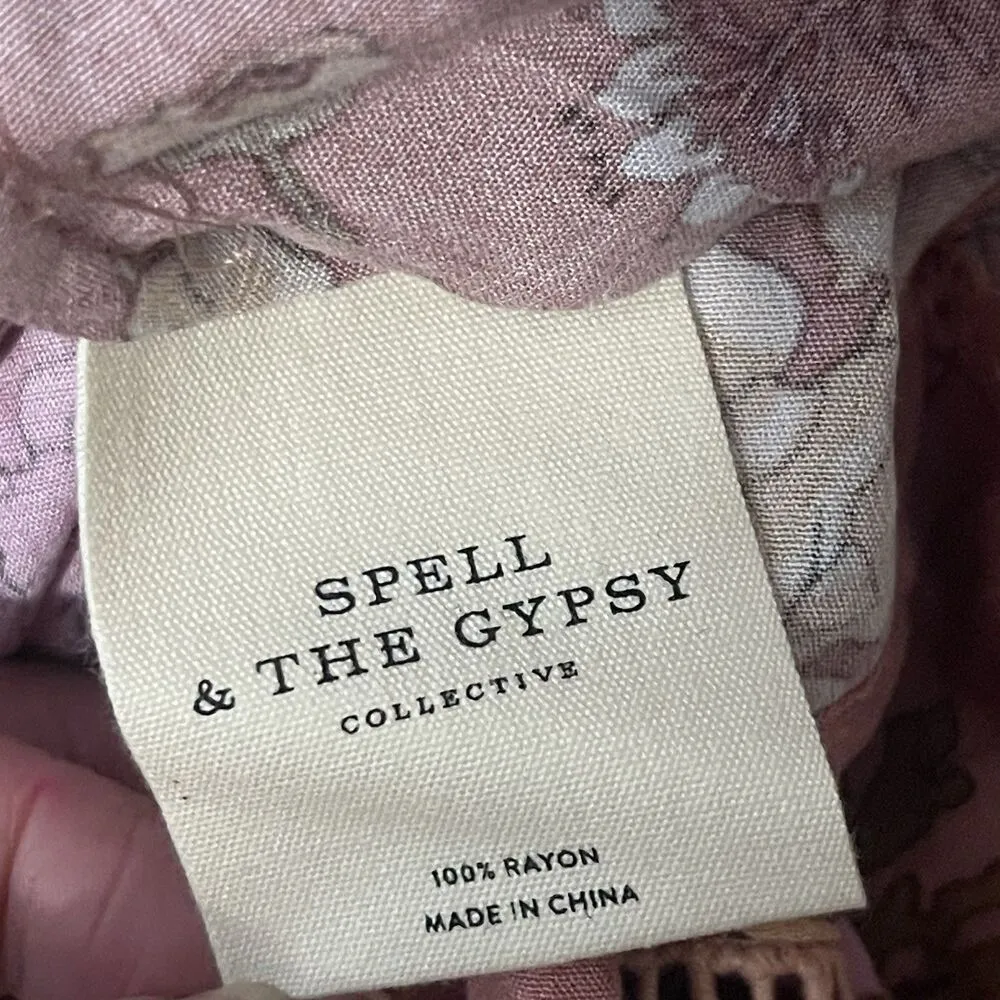 SPELL
& THE GYPSY
COLLECTIVE
100% RAYON
MADE IN CHINA